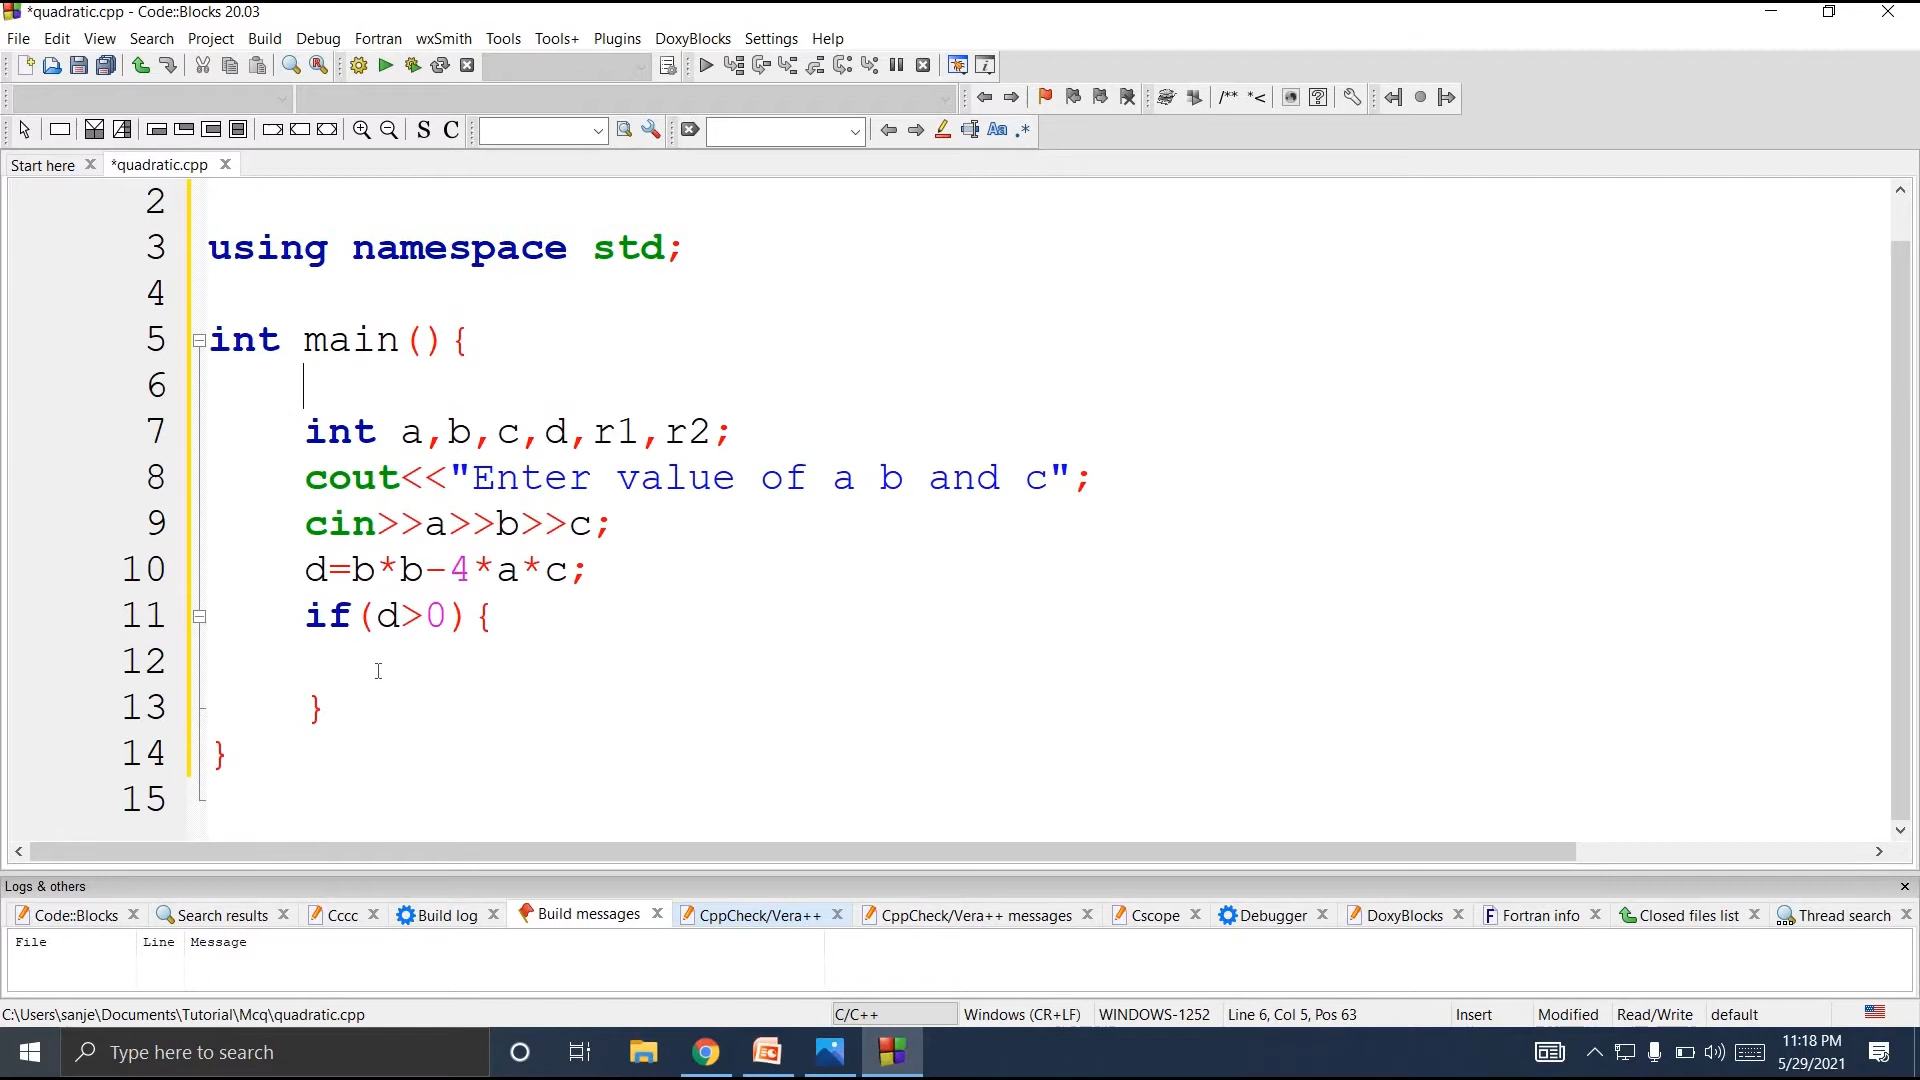 *quadratic.cpp - Code::Blocks 20.03
File Edit View Search Project Build Debug Fortran wxSmith Tools Tools+ Plugins DoxyBlocks Settings Help
/** *<
S C Aa .*
Start here *quadratic.cpp
2
3 using namespace std;
4
5 int main(){
6
7 int a,b,c,d,r1,r2;
8 cout<<"Enter value of a b and c";
9 cin>>a>>b>>c;
10 d=b*b-4*a*c;
11 if(d>0){
12
13 }
14 }
15
Logs & others
Code::Blocks Search results Cccc Build log Build messages CppCheck/Vera++ CppCheck/Vera++ messages Cscope Debugger DoxyBlocks Fortran info Closed files list Thread search
File Line Message
C:\Users\sanje\Documents\Tutorial\Mcq\quadratic.cpp C/C++ Windows (CR+LF) WINDOWS-1252 Line 6, Col 5, Pos 63 Insert Modified Read/Write default
Type here to search
11:18 PM
5/29/2021